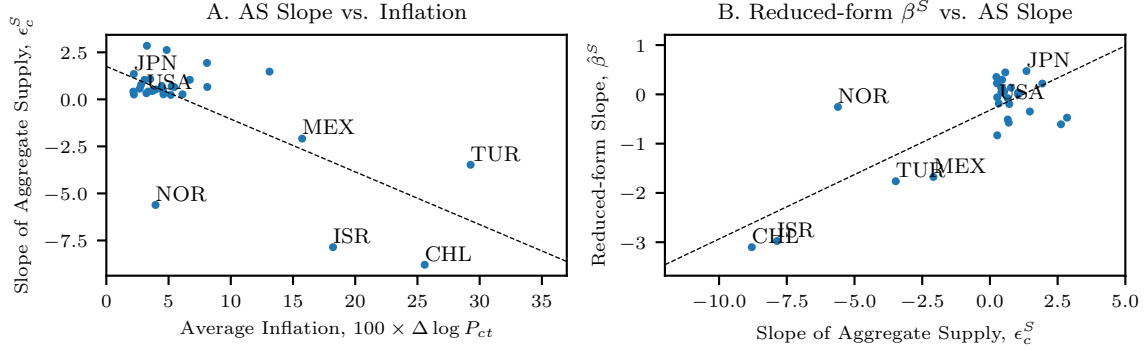 A. AS Slope vs. Inflation
Slope of Aggregate Supply, ϵ_c^S
2.5
0.0
−2.5
−5.0
−7.5
JPN
USA
MEX
TUR
NOR
ISR
CHL
0 5 10 15 20 25 30 35
Average Inflation, 100 × Δ log P_ct
B. Reduced-form β^S vs. AS Slope
Reduced-form Slope, β̂^S
1
0
−1
−2
−3
JPN
USA
NOR
TUR
MEX
ISR
CHL
−10.0 −7.5 −5.0 −2.5 0.0 2.5 5.0
Slope of Aggregate Supply, ϵ_c^S